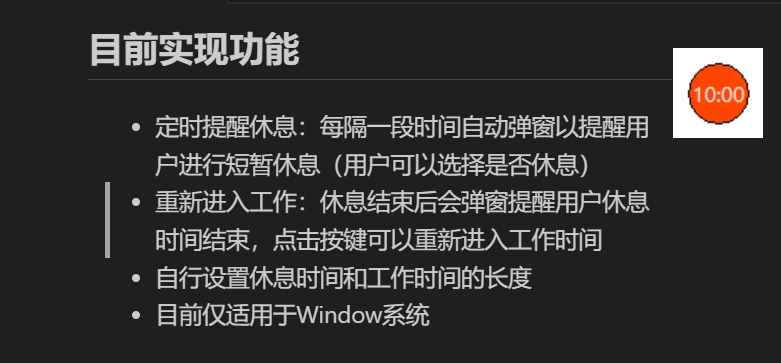 目前实现功能
10:00
定时提醒休息：每隔一段时间自动弹窗以提醒用
户进行短暂休息（用户可以选择是否休息）
重新进入工作：休息结束后会弹窗提醒用户休息
时间结束，点击按键可以重新进入工作时间
自行设置休息时间和工作时间的长度
目前仅适用于Window系统